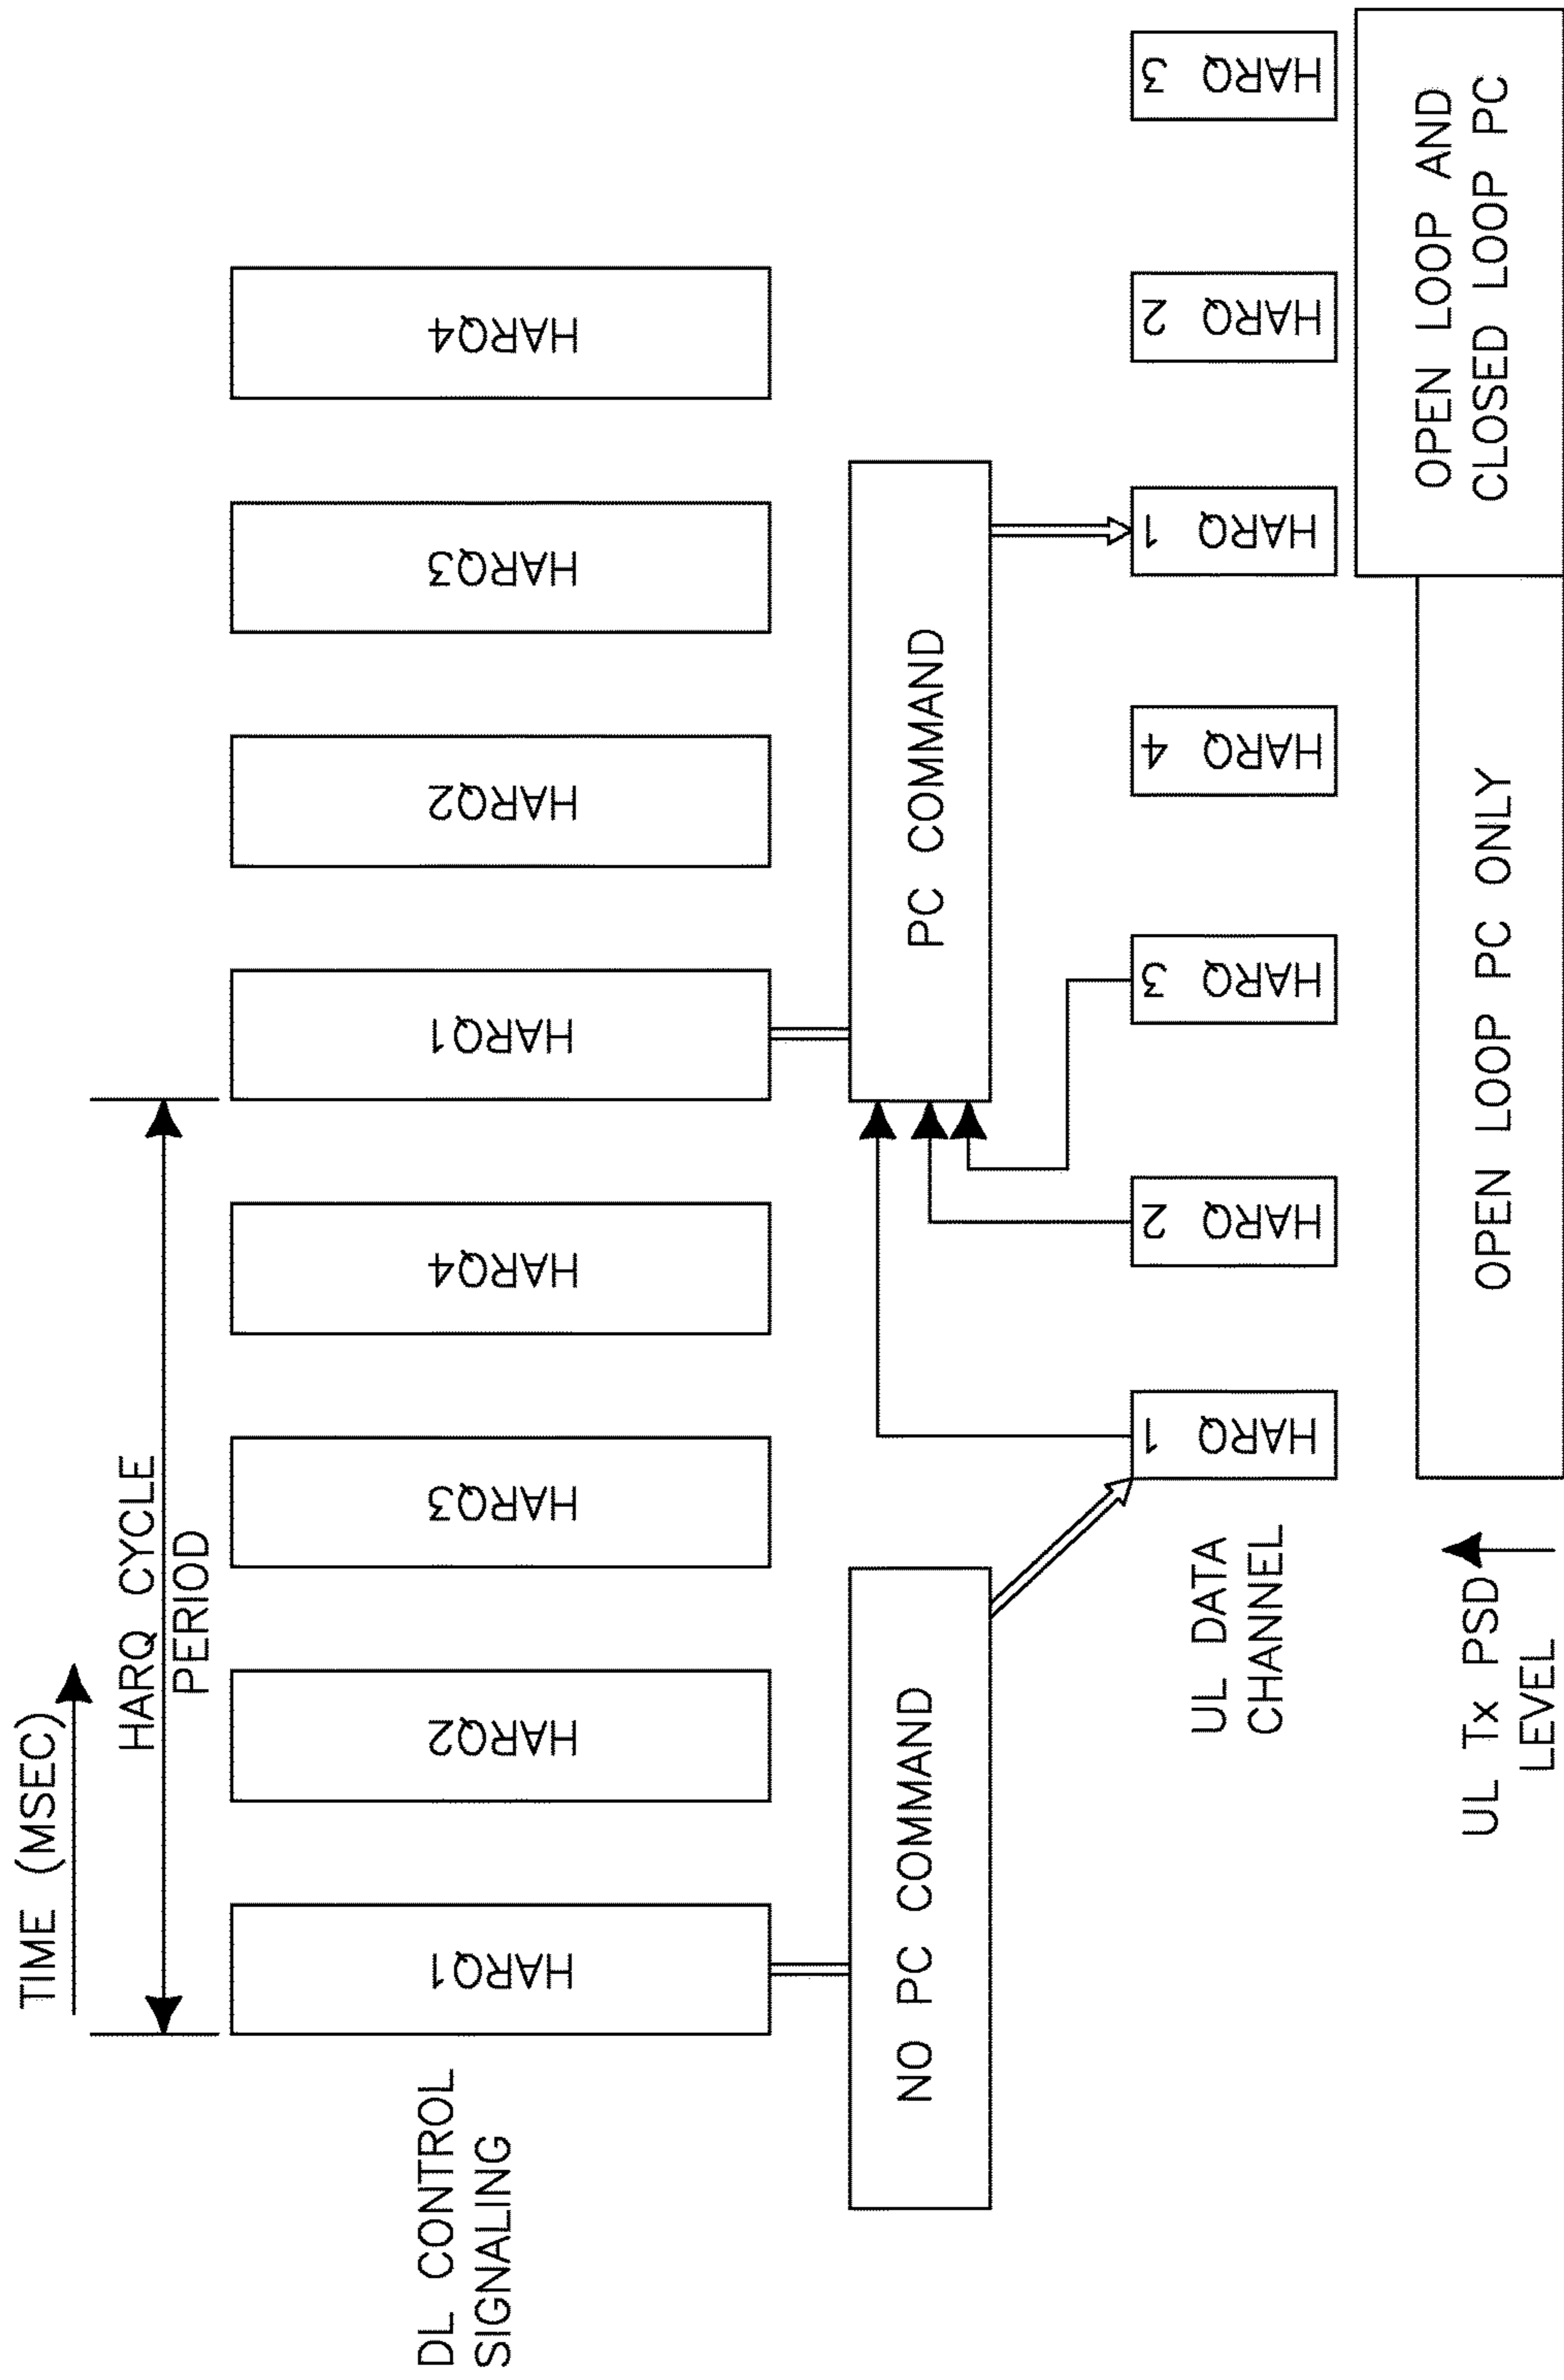 TIME (MSEC)
HARQ CYCLE
PERIOD
DL CONTROL
SIGNALING
HARQ1
HARQ2
HARQ3
HARQ4
HARQ1
HARQ2
HARQ3
HARQ4
NO PC COMMAND
PC COMMAND
UL DATA
CHANNEL
HARQ 1
HARQ 2
HARQ 3
HARQ 4
HARQ 1
HARQ 2
HARQ 3
UL Tx PSD
LEVEL
OPEN LOOP PC ONLY
OPEN LOOP AND
CLOSED LOOP PC